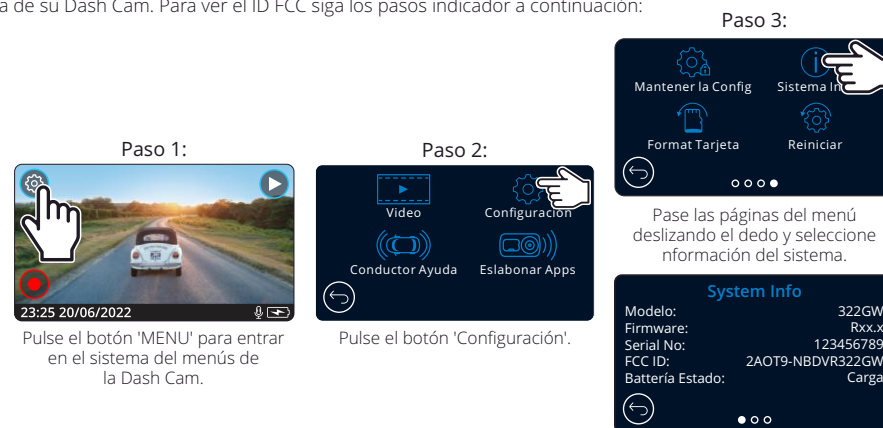 a de su Dash Cam. Para ver el ID FCC siga los pasos indicador a continuación:
Paso 1:
23:25 20/06/2022
Pulse el botón 'MENU' para entrar
en el sistema del menús de
la Dash Cam.
Paso 2:
Video
Configuración
Conductor Ayuda
Eslabonar Apps
Pulse el botón 'Configuración'.
Paso 3:
Mantener la Config
Sistema In
Format Tarjeta
Reiniciar
Pase las páginas del menú
deslizando el dedo y seleccione
nformación del sistema.
System Info
Modelo: 322GW
Firmware: Rxx.x
Serial No: 123456789
FCC ID: 2AOT9-NBDVR322GW
Battería Estado: Carga